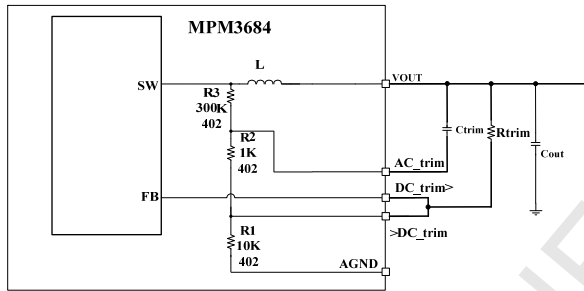 MPM3684
L
SW
VOUT
R3
300K
402
R2
1K
402
Ctrim
Rtrim
Cout
AC_trim
DC_trim>
FB
>DC_trim
R1
10K
402
AGND